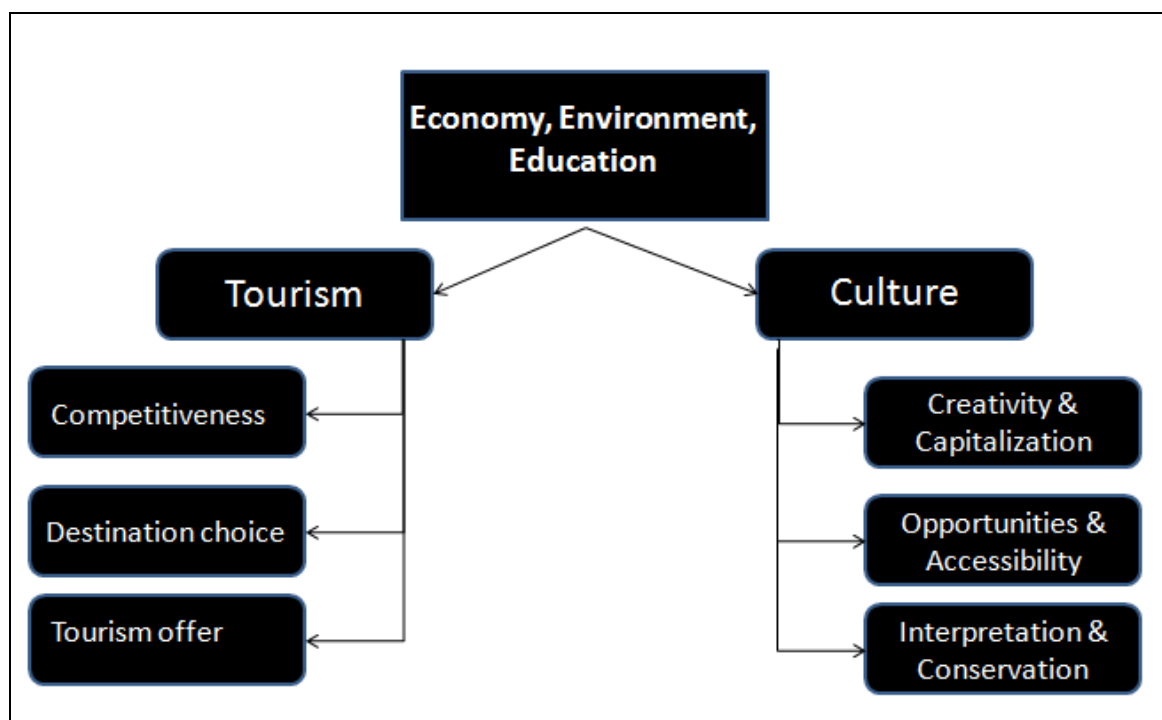 Economy, Environment,
Education
Tourism
Culture
Competitiveness
Destination choice
Tourism offer
Creativity &
Capitalization
Opportunities &
Accessibility
Interpretation &
Conservation